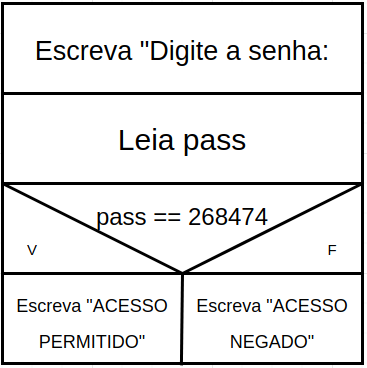 Escreva "Digite a senha:
Leia pass
pass == 268474
V
F
Escreva "ACESSO
PERMITIDO"
Escreva "ACESSO
NEGADO"